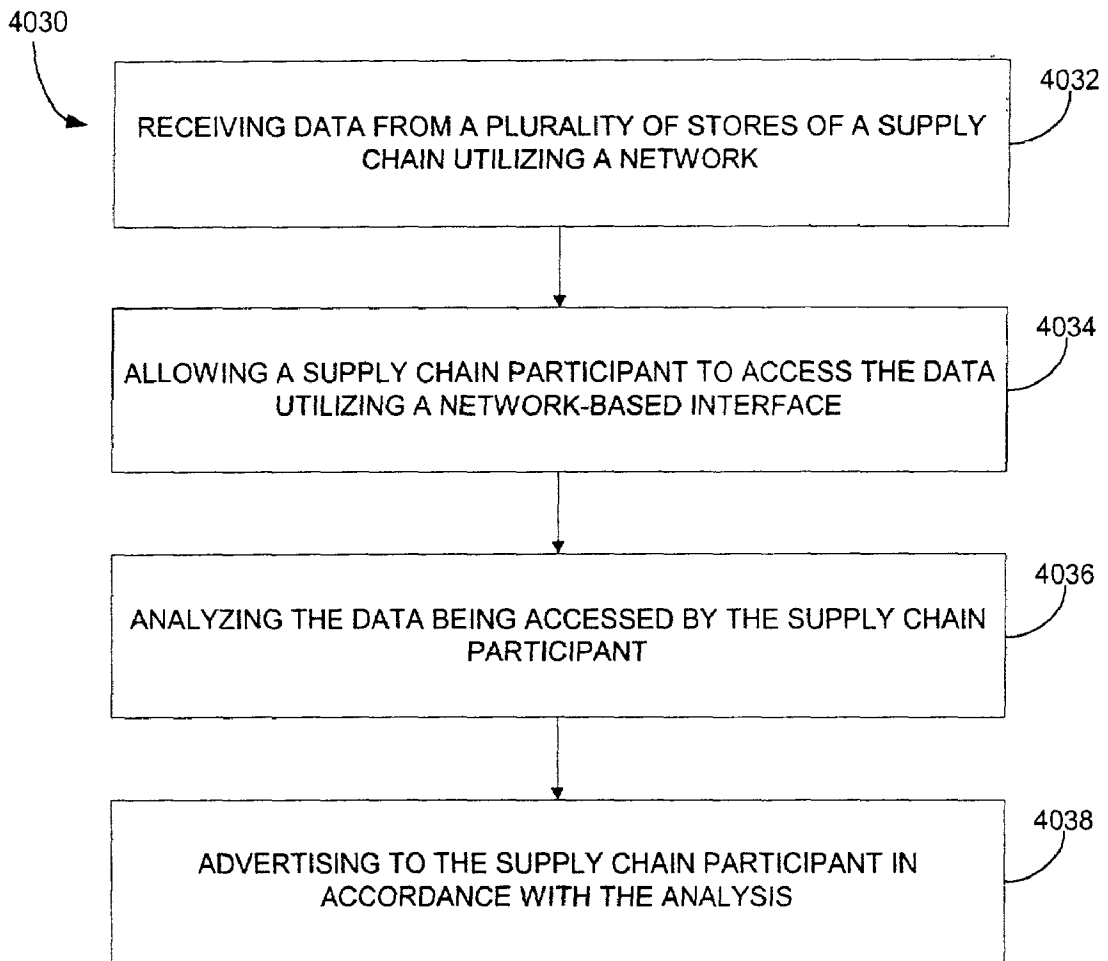 4030
4032
RECEIVING DATA FROM A PLURALITY OF STORES OF A SUPPLY
CHAIN UTILIZING A NETWORK
4034
ALLOWING A SUPPLY CHAIN PARTICIPANT TO ACCESS THE DATA
UTILIZING A NETWORK-BASED INTERFACE
4036
ANALYZING THE DATA BEING ACCESSED BY THE SUPPLY CHAIN
PARTICIPANT
4038
ADVERTISING TO THE SUPPLY CHAIN PARTICIPANT IN
ACCORDANCE WITH THE ANALYSIS